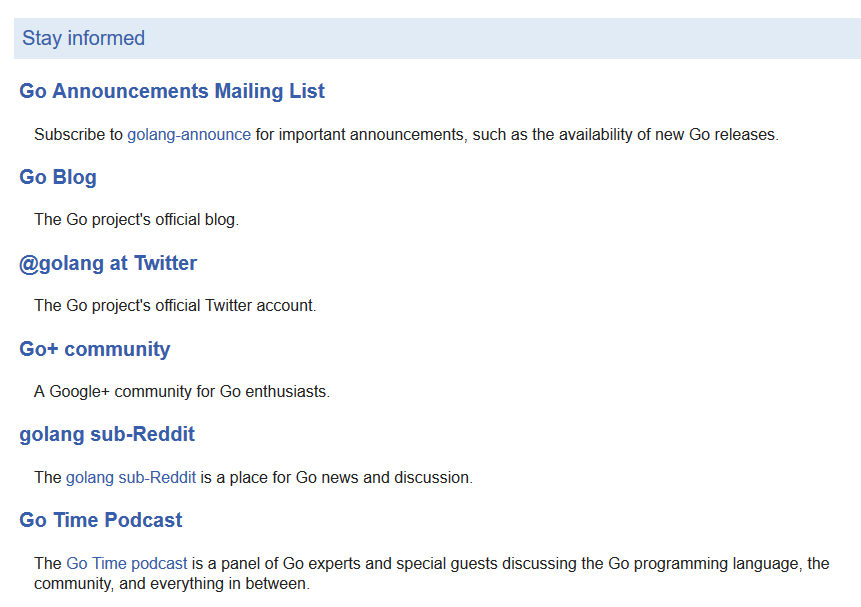 Stay informed
Go Announcements Mailing List
Subscribe to golang-announce for important announcements, such as the availability of new Go releases.
Go Blog
The Go project's official blog.
@golang at Twitter
The Go project's official Twitter account.
Go+ community
A Google+ community for Go enthusiasts.
golang sub-Reddit
The golang sub-Reddit is a place for Go news and discussion.
Go Time Podcast
The Go Time podcast is a panel of Go experts and special guests discussing the Go programming language, the
community, and everything in between.